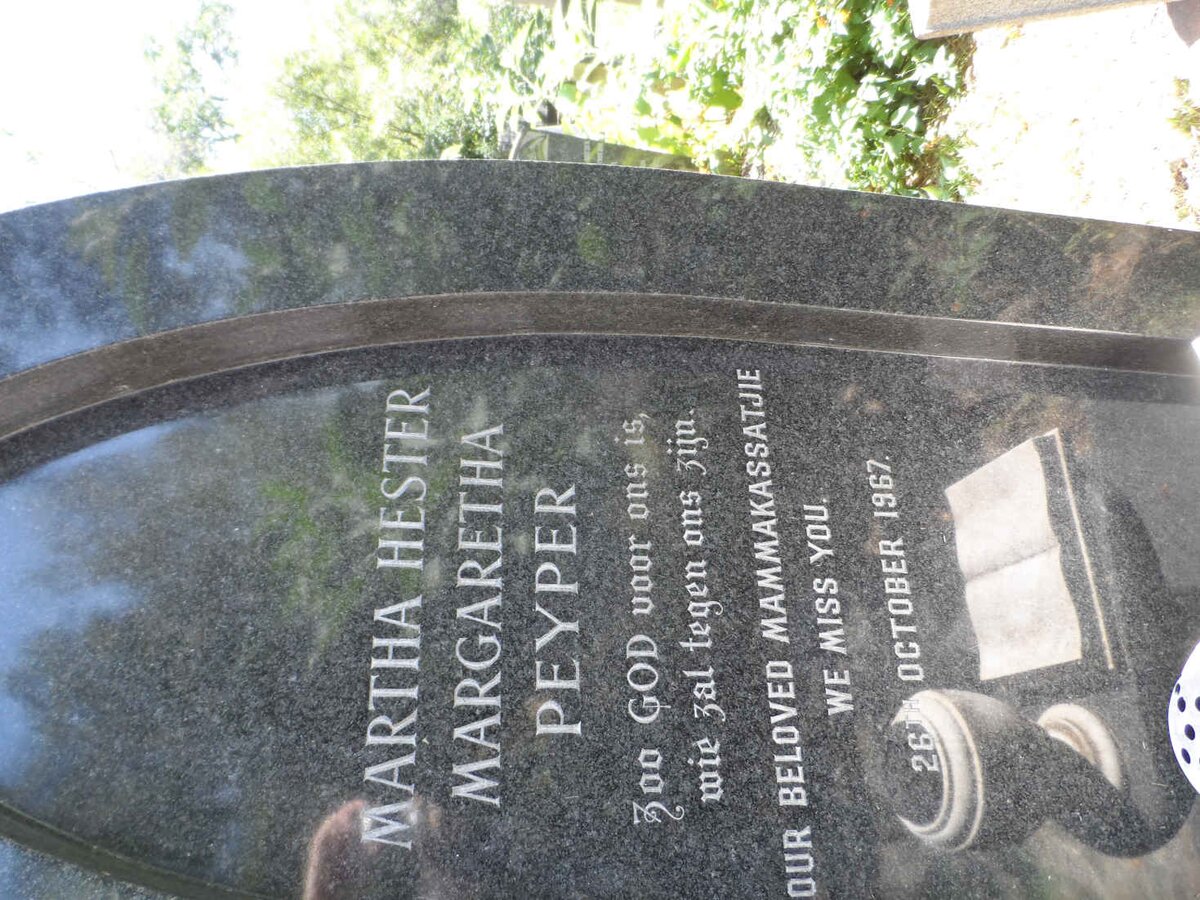 MARTHA HESTER
MARGARETHA
PEYPER
Zoo GOD voor ons is,
wie zal tegen ons zijn.
OUR BELOVED MAMMAKASSATJIE
WE MISS YOU.
26TH OCTOBER 1967.